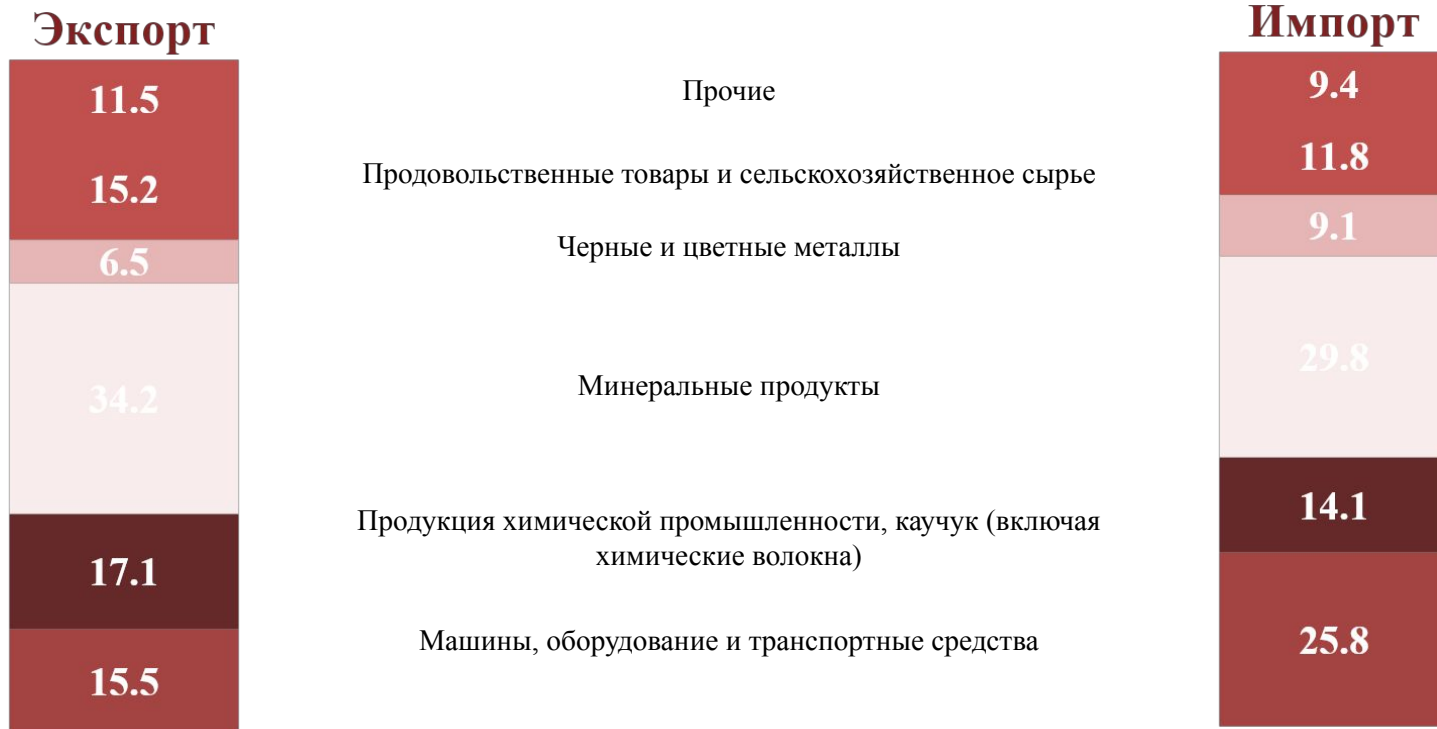 Экспорт
Импорт
11.5
Прочие
9.4
15.2
Продовольственные товары и сельскохозяйственное сырье
11.8
6.5
Черные и цветные металлы
9.1
34.2
Минеральные продукты
29.8
17.1
Продукция химической промышленности, каучук (включая
химические волокна)
14.1
15.5
Машины, оборудование и транспортные средства
25.8